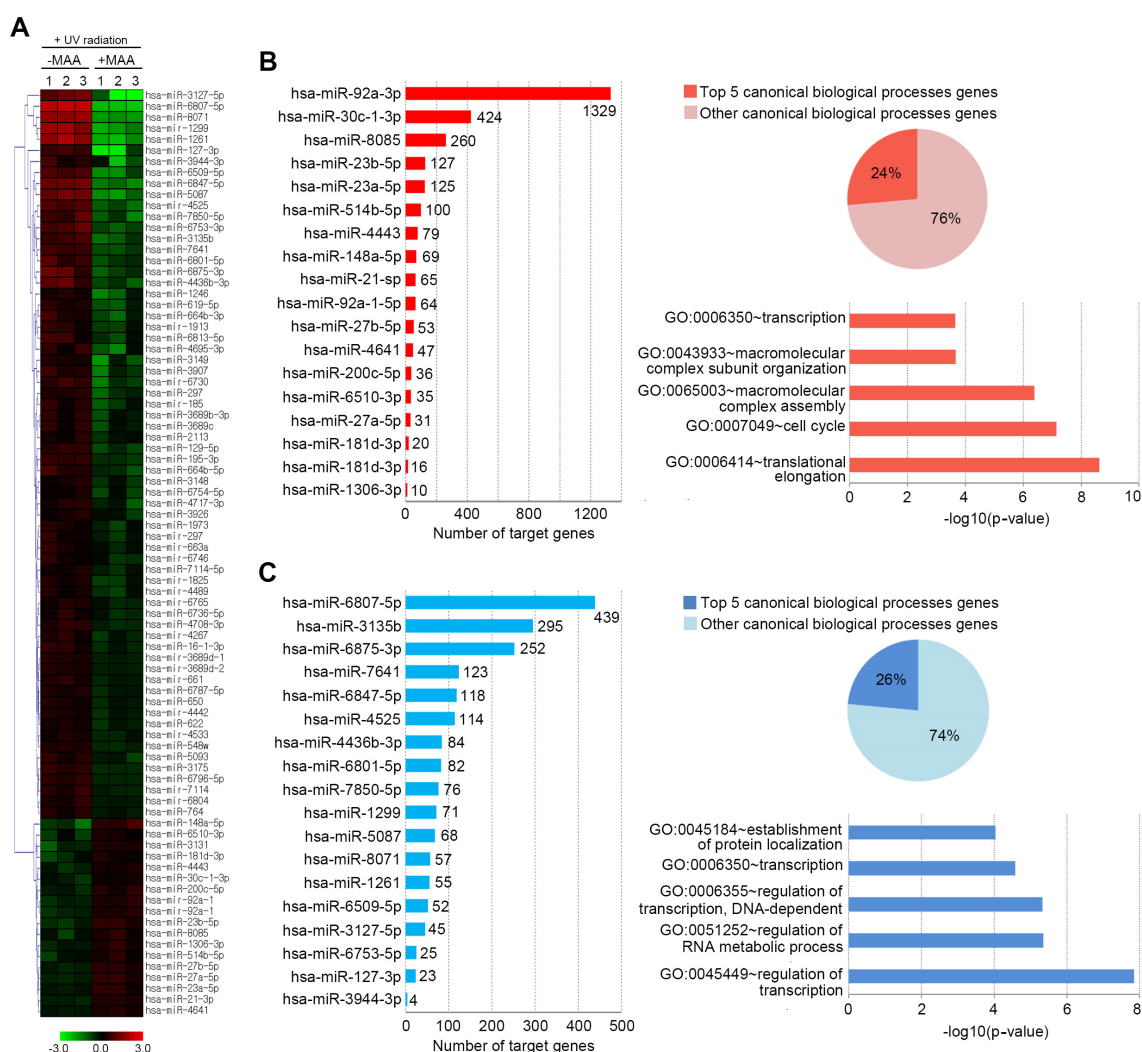 A
+ UV radiation
-MAA +MAA
1 2 3 1 2 3
hsa-miR-3127-5p
hsa-miR-6807-5p
hsa-miR-8071
hsa-mir-1299
hsa-miR-1261
hsa-miR-127-3p
hsa-miR-3944-3p
hsa-miR-6509-5p
hsa-miR-6847-5p
hsa-miR-5087
hsa-mir-4525
hsa-miR-7850-5p
hsa-miR-6753-3p
hsa-miR-3135b
hsa-miR-7641
hsa-miR-6801-5p
hsa-miR-6875-3p
hsa-miR-4436b-3p
hsa-miR-1246
hsa-miR-619-5p
hsa-miR-664b-3p
hsa-mir-1913
hsa-miR-6813-5p
hsa-miR-4695-3p
hsa-miR-3149
hsa-miR-3907
hsa-mir-6730
hsa-miR-297
hsa-mir-185
hsa-miR-3689b-3p
hsa-miR-3689c
hsa-miR-2113
hsa-miR-129-5p
hsa-miR-195-3p
hsa-miR-664b-5p
hsa-miR-3148
hsa-miR-6754-5p
hsa-miR-4717-3p
hsa-miR-3926
hsa-miR-1973
hsa-mir-297
hsa-mir-663a
hsa-mir-6746
hsa-miR-7114-5p
hsa-mir-1825
hsa-miR-4489
hsa-mir-6765
hsa-miR-6736-5p
hsa-miR-4708-3p
hsa-mir-4267
hsa-miR-16-1-3p
hsa-mir-3689d-1
hsa-mir-3689d-2
hsa-mir-661
hsa-miR-6787-5p
hsa-miR-650
hsa-mir-4442
hsa-miR-622
hsa-mir-4533
hsa-miR-548w
hsa-miR-5093
hsa-miR-3175
hsa-miR-6796-5p
hsa-mir-7114
hsa-mir-6804
hsa-miR-764
hsa-miR-148a-5p
hsa-miR-6510-3p
hsa-miR-3131
hsa-miR-181d-3p
hsa-miR-4443
hsa-miR-30c-1-3p
hsa-miR-200c-5p
hsa-mir-92a-1
hsa-mir-92a-1
hsa-miR-23b-5p
hsa-miR-8085
hsa-miR-1306-3p
hsa-miR-514b-5p
hsa-miR-27b-5p
hsa-miR-27a-5p
hsa-miR-23a-5p
hsa-miR-21-3p
hsa-miR-4641
-3.0 0.0 3.0
B
hsa-miR-92a-3p 1329
hsa-miR-30c-1-3p 424
hsa-miR-8085 260
hsa-miR-23b-5p 127
hsa-miR-23a-5p 125
hsa-miR-514b-5p 100
hsa-miR-4443 79
hsa-miR-148a-5p 69
hsa-miR-21-sp 65
hsa-miR-92a-1-5p 64
hsa-miR-27b-5p 53
hsa-miR-4641 47
hsa-miR-200c-5p 36
hsa-miR-6510-3p 35
hsa-miR-27a-5p 31
hsa-miR-181d-3p 20
hsa-miR-181d-3p 16
hsa-miR-1306-3p 10
0 400 800 1200
Number of target genes
Top 5 canonical biological processes genes
Other canonical biological processes genes
24%
76%
GO:0006350~transcription
GO:0043933~macromolecular
complex subunit organization
GO:0065003~macromolecular
complex assembly
GO:0007049~cell cycle
GO:0006414~translational
elongation
0 2 4 6 8 10
-log10(p-value)
C
hsa-miR-6807-5p 439
hsa-miR-3135b 295
hsa-miR-6875-3p 252
hsa-miR-7641 123
hsa-miR-6847-5p 118
hsa-miR-4525 114
hsa-miR-4436b-3p 84
hsa-miR-6801-5p 82
hsa-miR-7850-5p 76
hsa-miR-1299 71
hsa-miR-5087 68
hsa-miR-8071 57
hsa-miR-1261 55
hsa-miR-6509-5p 52
hsa-miR-3127-5p 45
hsa-miR-6753-5p 25
hsa-miR-127-3p 23
hsa-miR-3944-3p 4
0 100 200 300 400 500
Number of target genes
Top 5 canonical biological processes genes
Other canonical biological processes genes
26%
74%
GO:0045184~establishment
of protein localization
GO:0006350~transcription
GO:0006355~regulation of
transcription, DNA-dependent
GO:0051252~regulation of
RNA metabolic process
GO:0045449~regulation of
transcription
0 2 4 6 8
-log10(p-value)